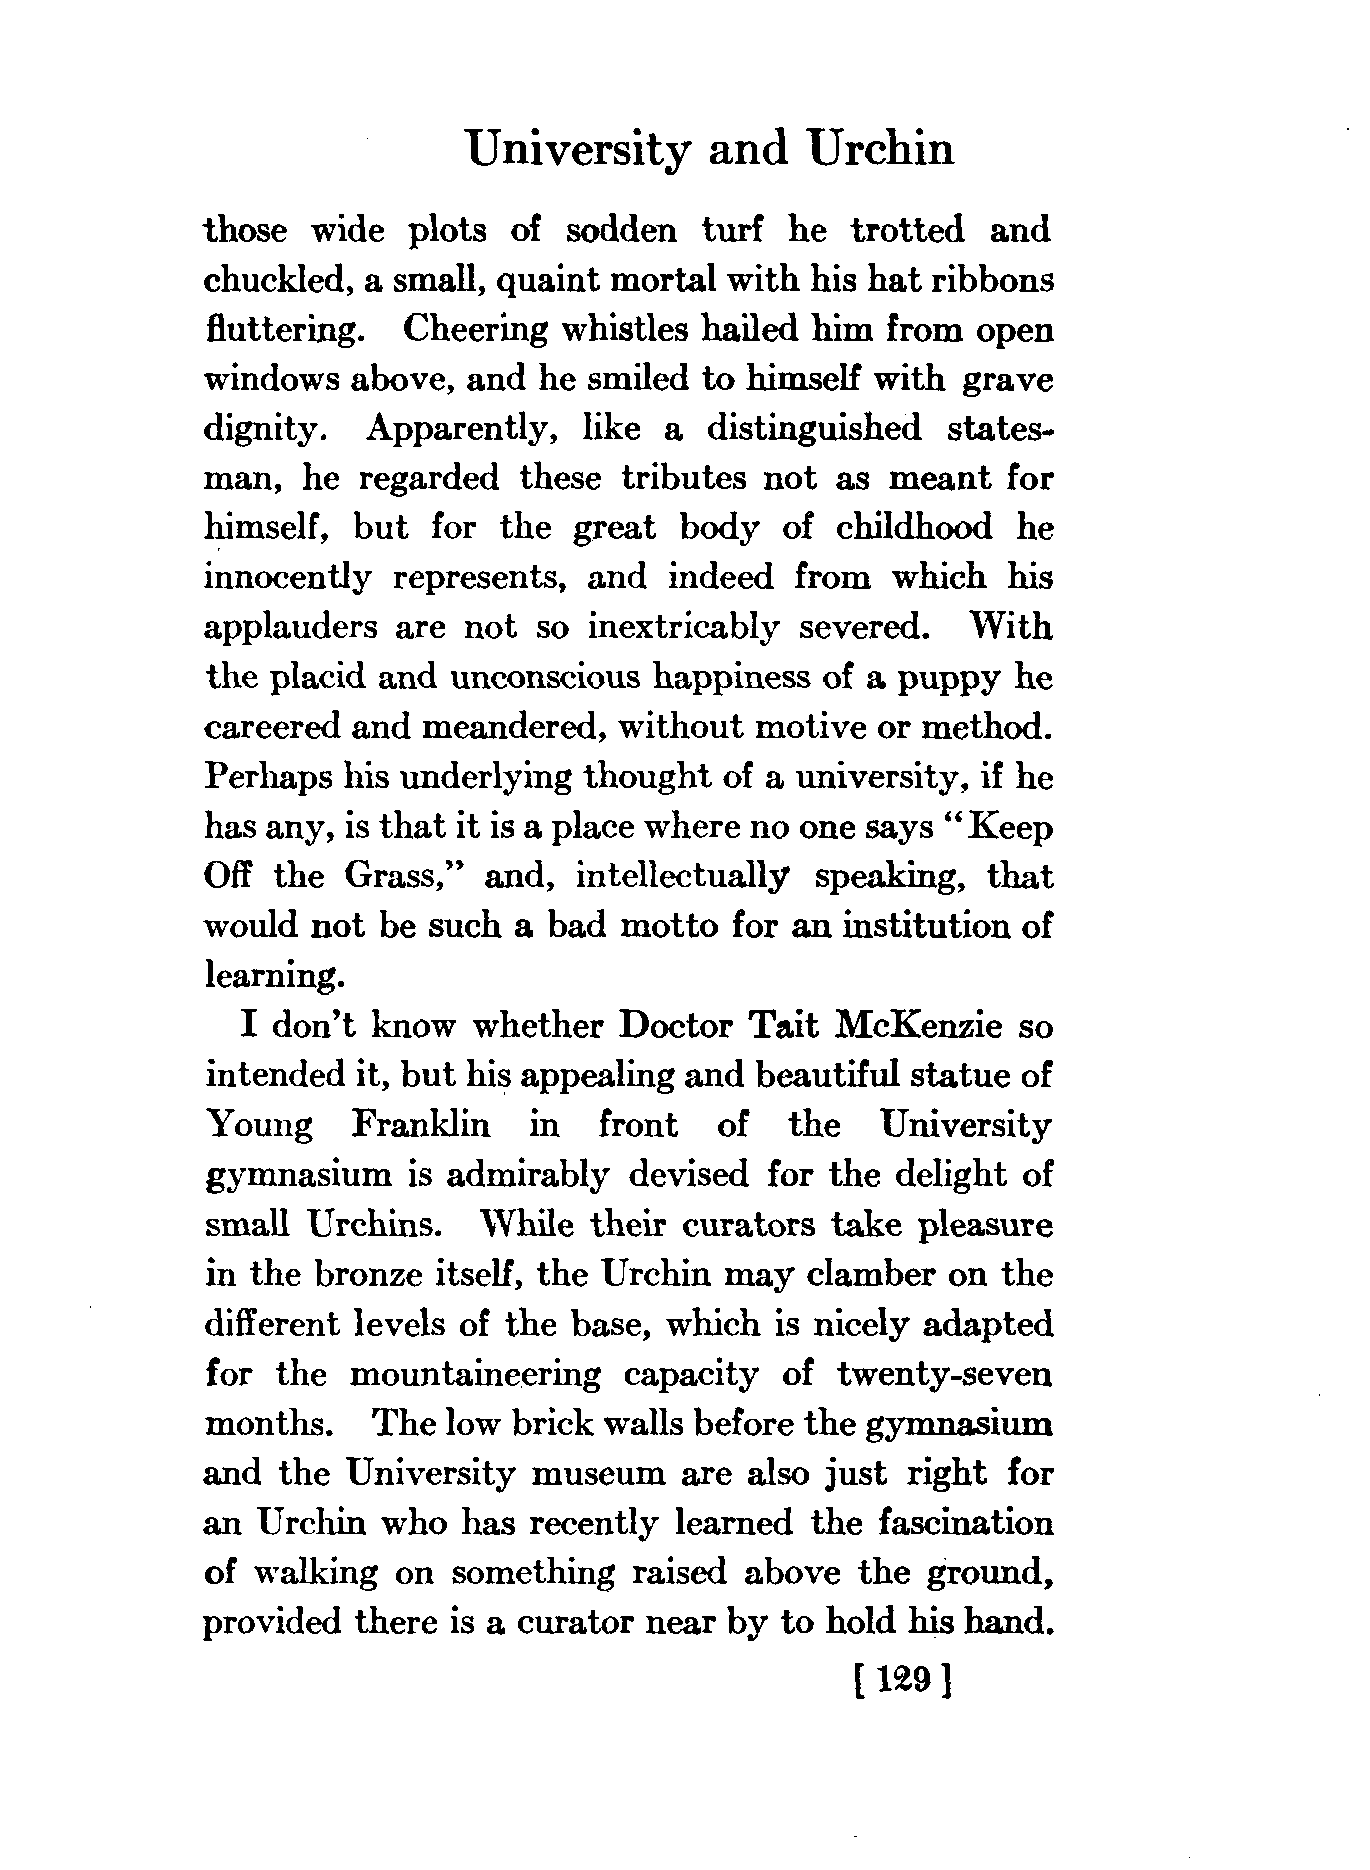 University and Urchin
those wide plots of sodden turf he trotted and
chuckled, a small, quaint mortal with his hat ribbons
fluttering. Cheering whistles hailed him from open
windows above, and he smiled to himself with grave
dignity. Apparently, like a distinguished states-
man, he regarded these tributes not as meant for
himself, but for the great body of childhood he
innocently represents, and indeed from which his
applauders are not so inextricably severed. With
the placid and unconscious happiness of a puppy he
careered and meandered, without motive or method.
Perhaps his underlying thought of a university, if he
has any, is that it is a place where no one says “Keep
Off the Grass,” and, intellectually speaking, that
would not be such a bad motto for an institution of
learning.
I don’t know whether Doctor Tait McKenzie so
intended it, but his appealing and beautiful statue of
Young Franklin in front of the University
gymnasium is admirably devised for the delight of
small Urchins. While their curators take pleasure
in the bronze itself, the Urchin may clamber on the
different levels of the base, which is nicely adapted
for the mountaineering capacity of twenty-seven
months. The low brick walls before the gymnasium
and the University museum are also just right for
an Urchin who has recently learned the fascination
of walking on something raised above the ground,
provided there is a curator near by to hold his hand.
[ 129 ]